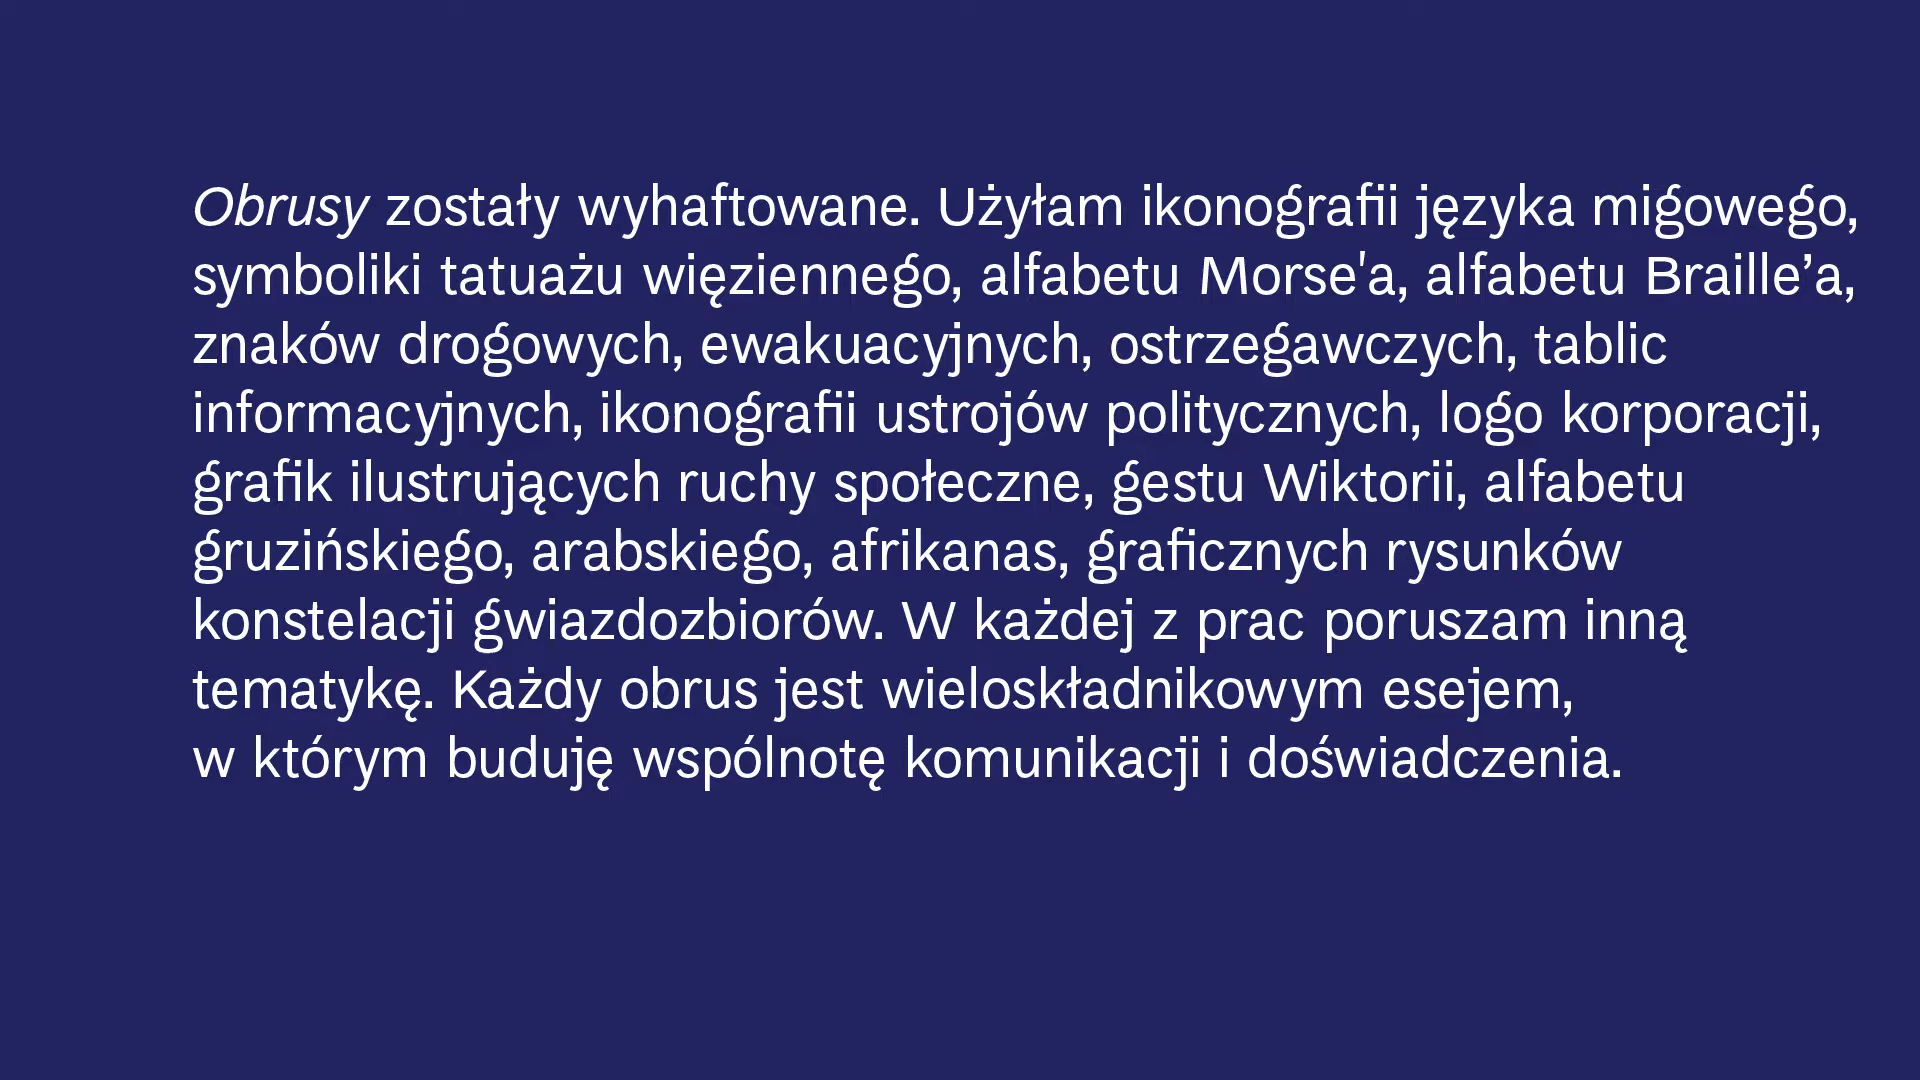 Obrusy zostały wyhaftowane. Użyłam ikonografii języka migowego,
symboliki tatuażu więziennego, alfabetu Morse'a, alfabetu Braille’a,
znaków drogowych, ewakuacyjnych, ostrzegawczych, tablic
informacyjnych, ikonografii ustrojów politycznych, logo korporacji,
grafik ilustrujących ruchy społeczne, gestu Wiktorii, alfabetu
gruzińskiego, arabskiego, afrikanas, graficznych rysunków
konstelacji gwiazdozbiorów. W każdej z prac poruszam inną
tematykę. Każdy obrus jest wieloskładnikowym esejem,
w którym buduję wspólnotę komunikacji i doświadczenia.